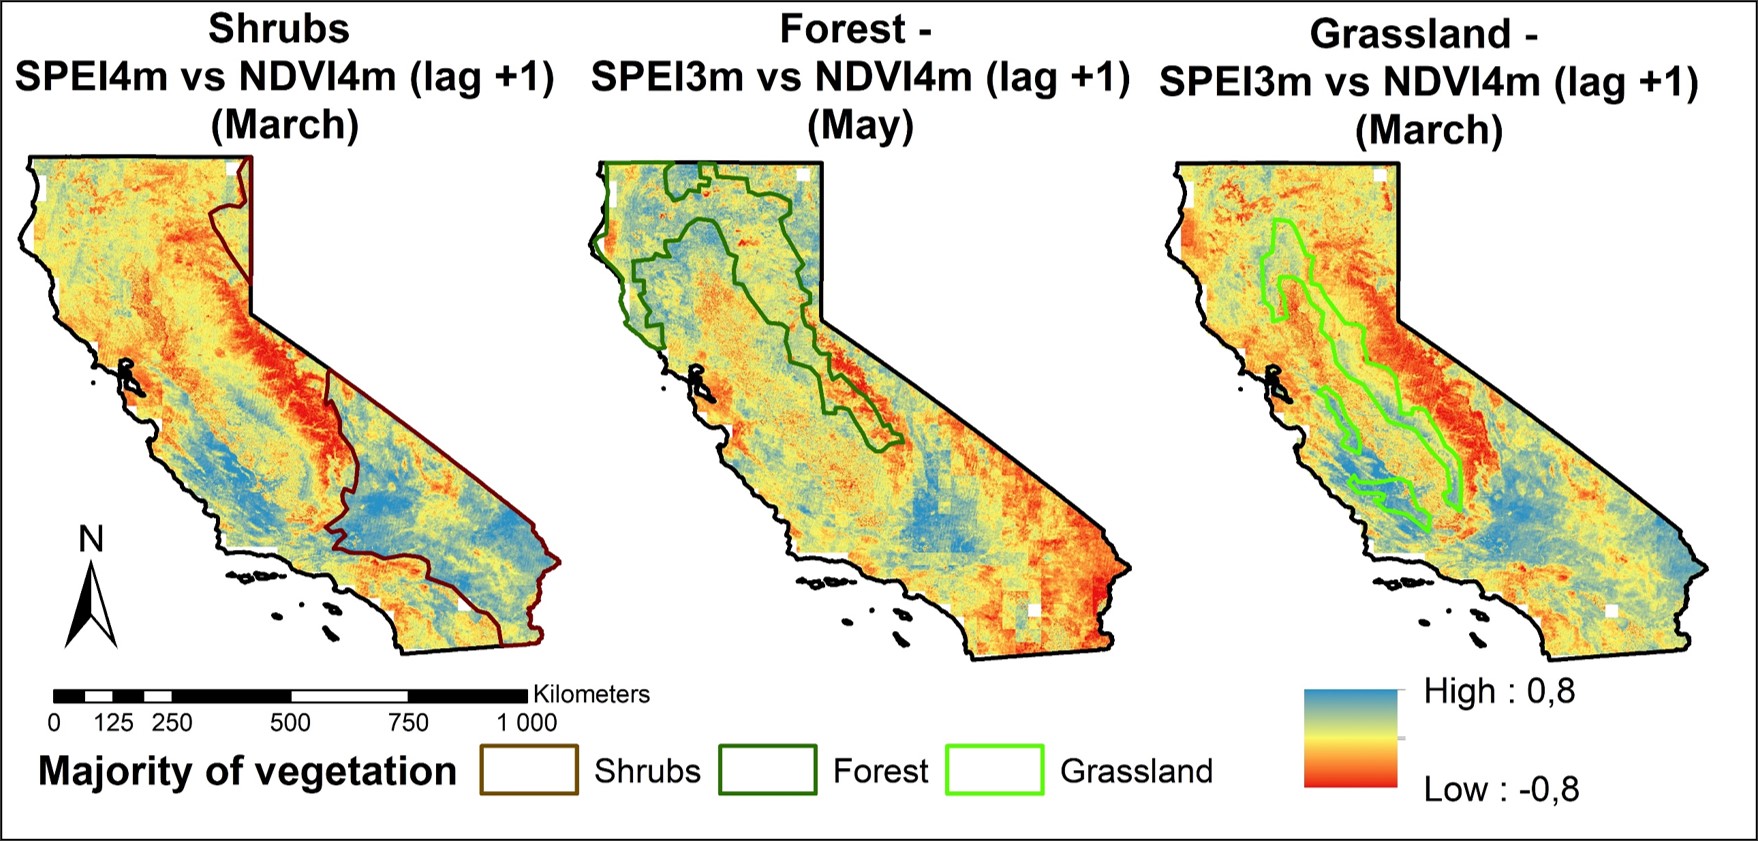 Shrubs
SPEI4m vs NDVI4m (lag +1)
(March)
Forest -
SPEI3m vs NDVI4m (lag +1)
(May)
Grassland -
SPEI3m vs NDVI4m (lag +1)
(March)
N
Kilometers
0 125 250 500 750 1 000
High : 0,8
Low : -0,8
Majority of vegetation Shrubs Forest Grassland